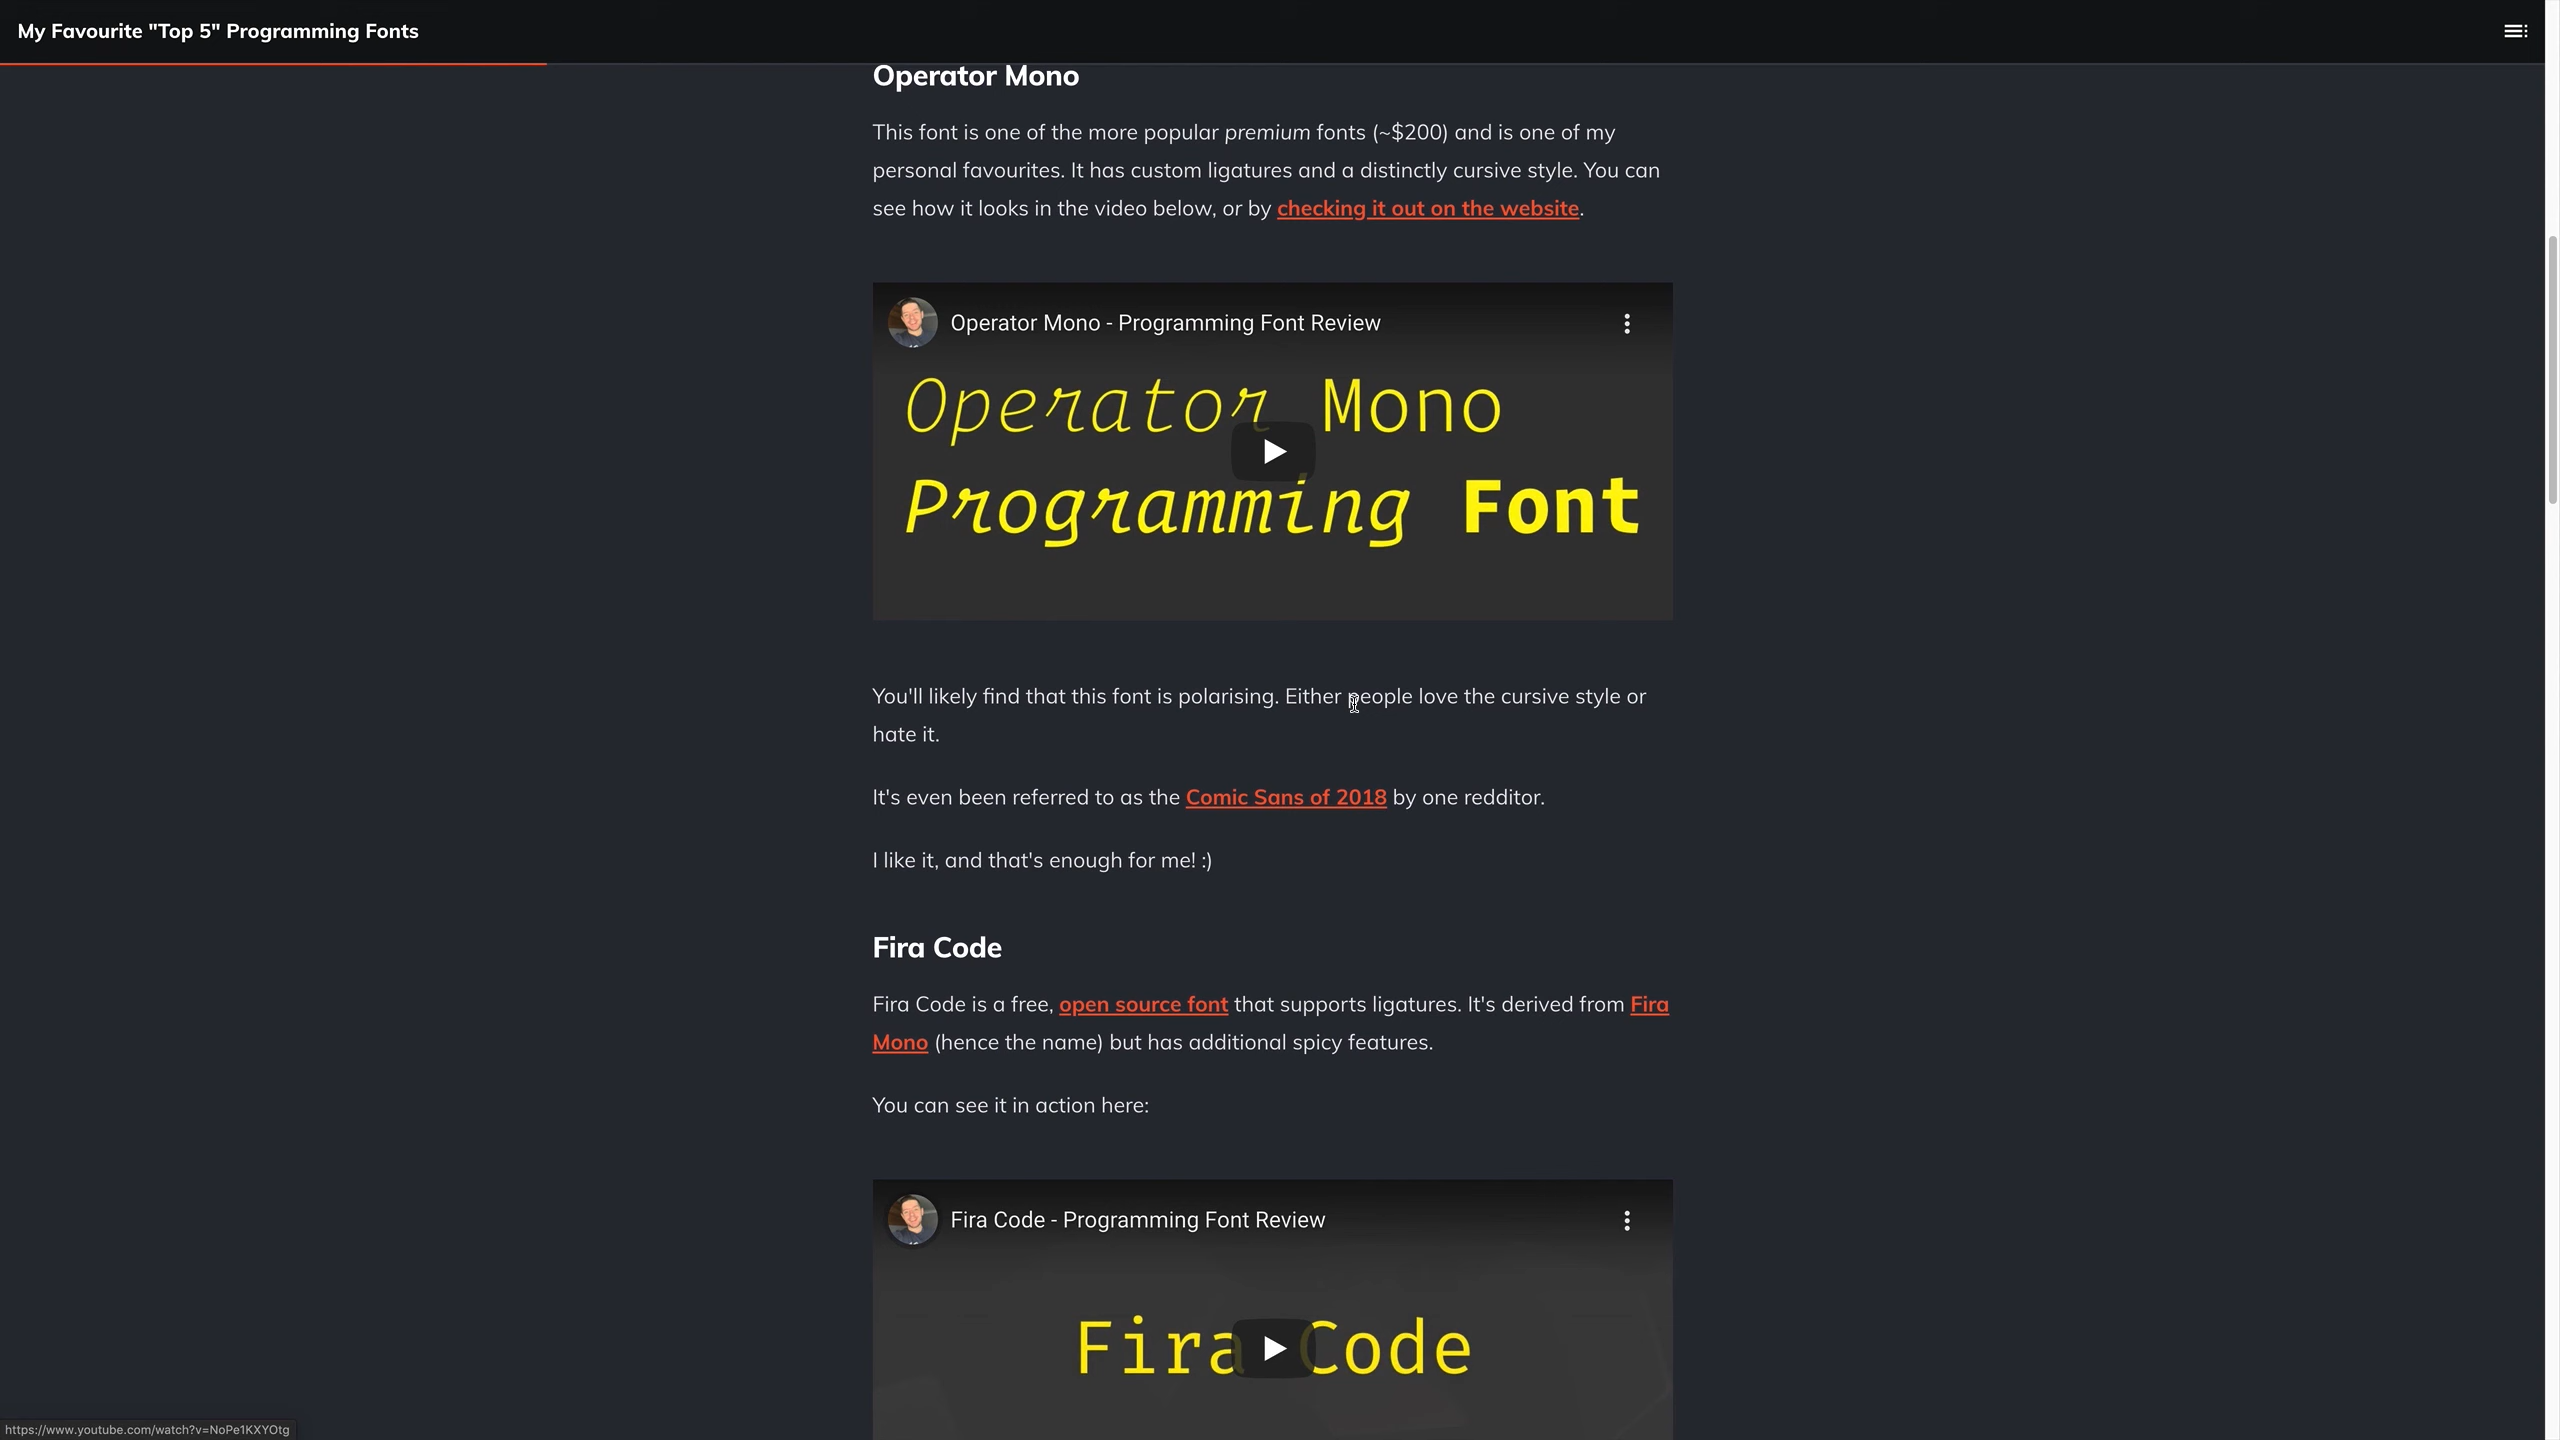 My Favourite "Top 5" Programming Fonts
Operator Mono
This font is one of the more popular premium fonts (~$200) and is one of my
personal favourites. It has custom ligatures and a distinctly cursive style. You can
see how it looks in the video below, or by checking it out on the website.
Operator Mono - Programming Font Review
Operator Mono
Programming Font
You'll likely find that this font is polarising. Either people love the cursive style or
hate it.
It's even been referred to as the Comic Sans of 2018 by one redditor.
I like it, and that's enough for me! :)
Fira Code
Fira Code is a free, open source font that supports ligatures. It's derived from Fira
Mono (hence the name) but has additional spicy features.
You can see it in action here:
Fira Code - Programming Font Review
Fira Code
https://www.youtube.com/watch?v=NoPe1KXYOtg